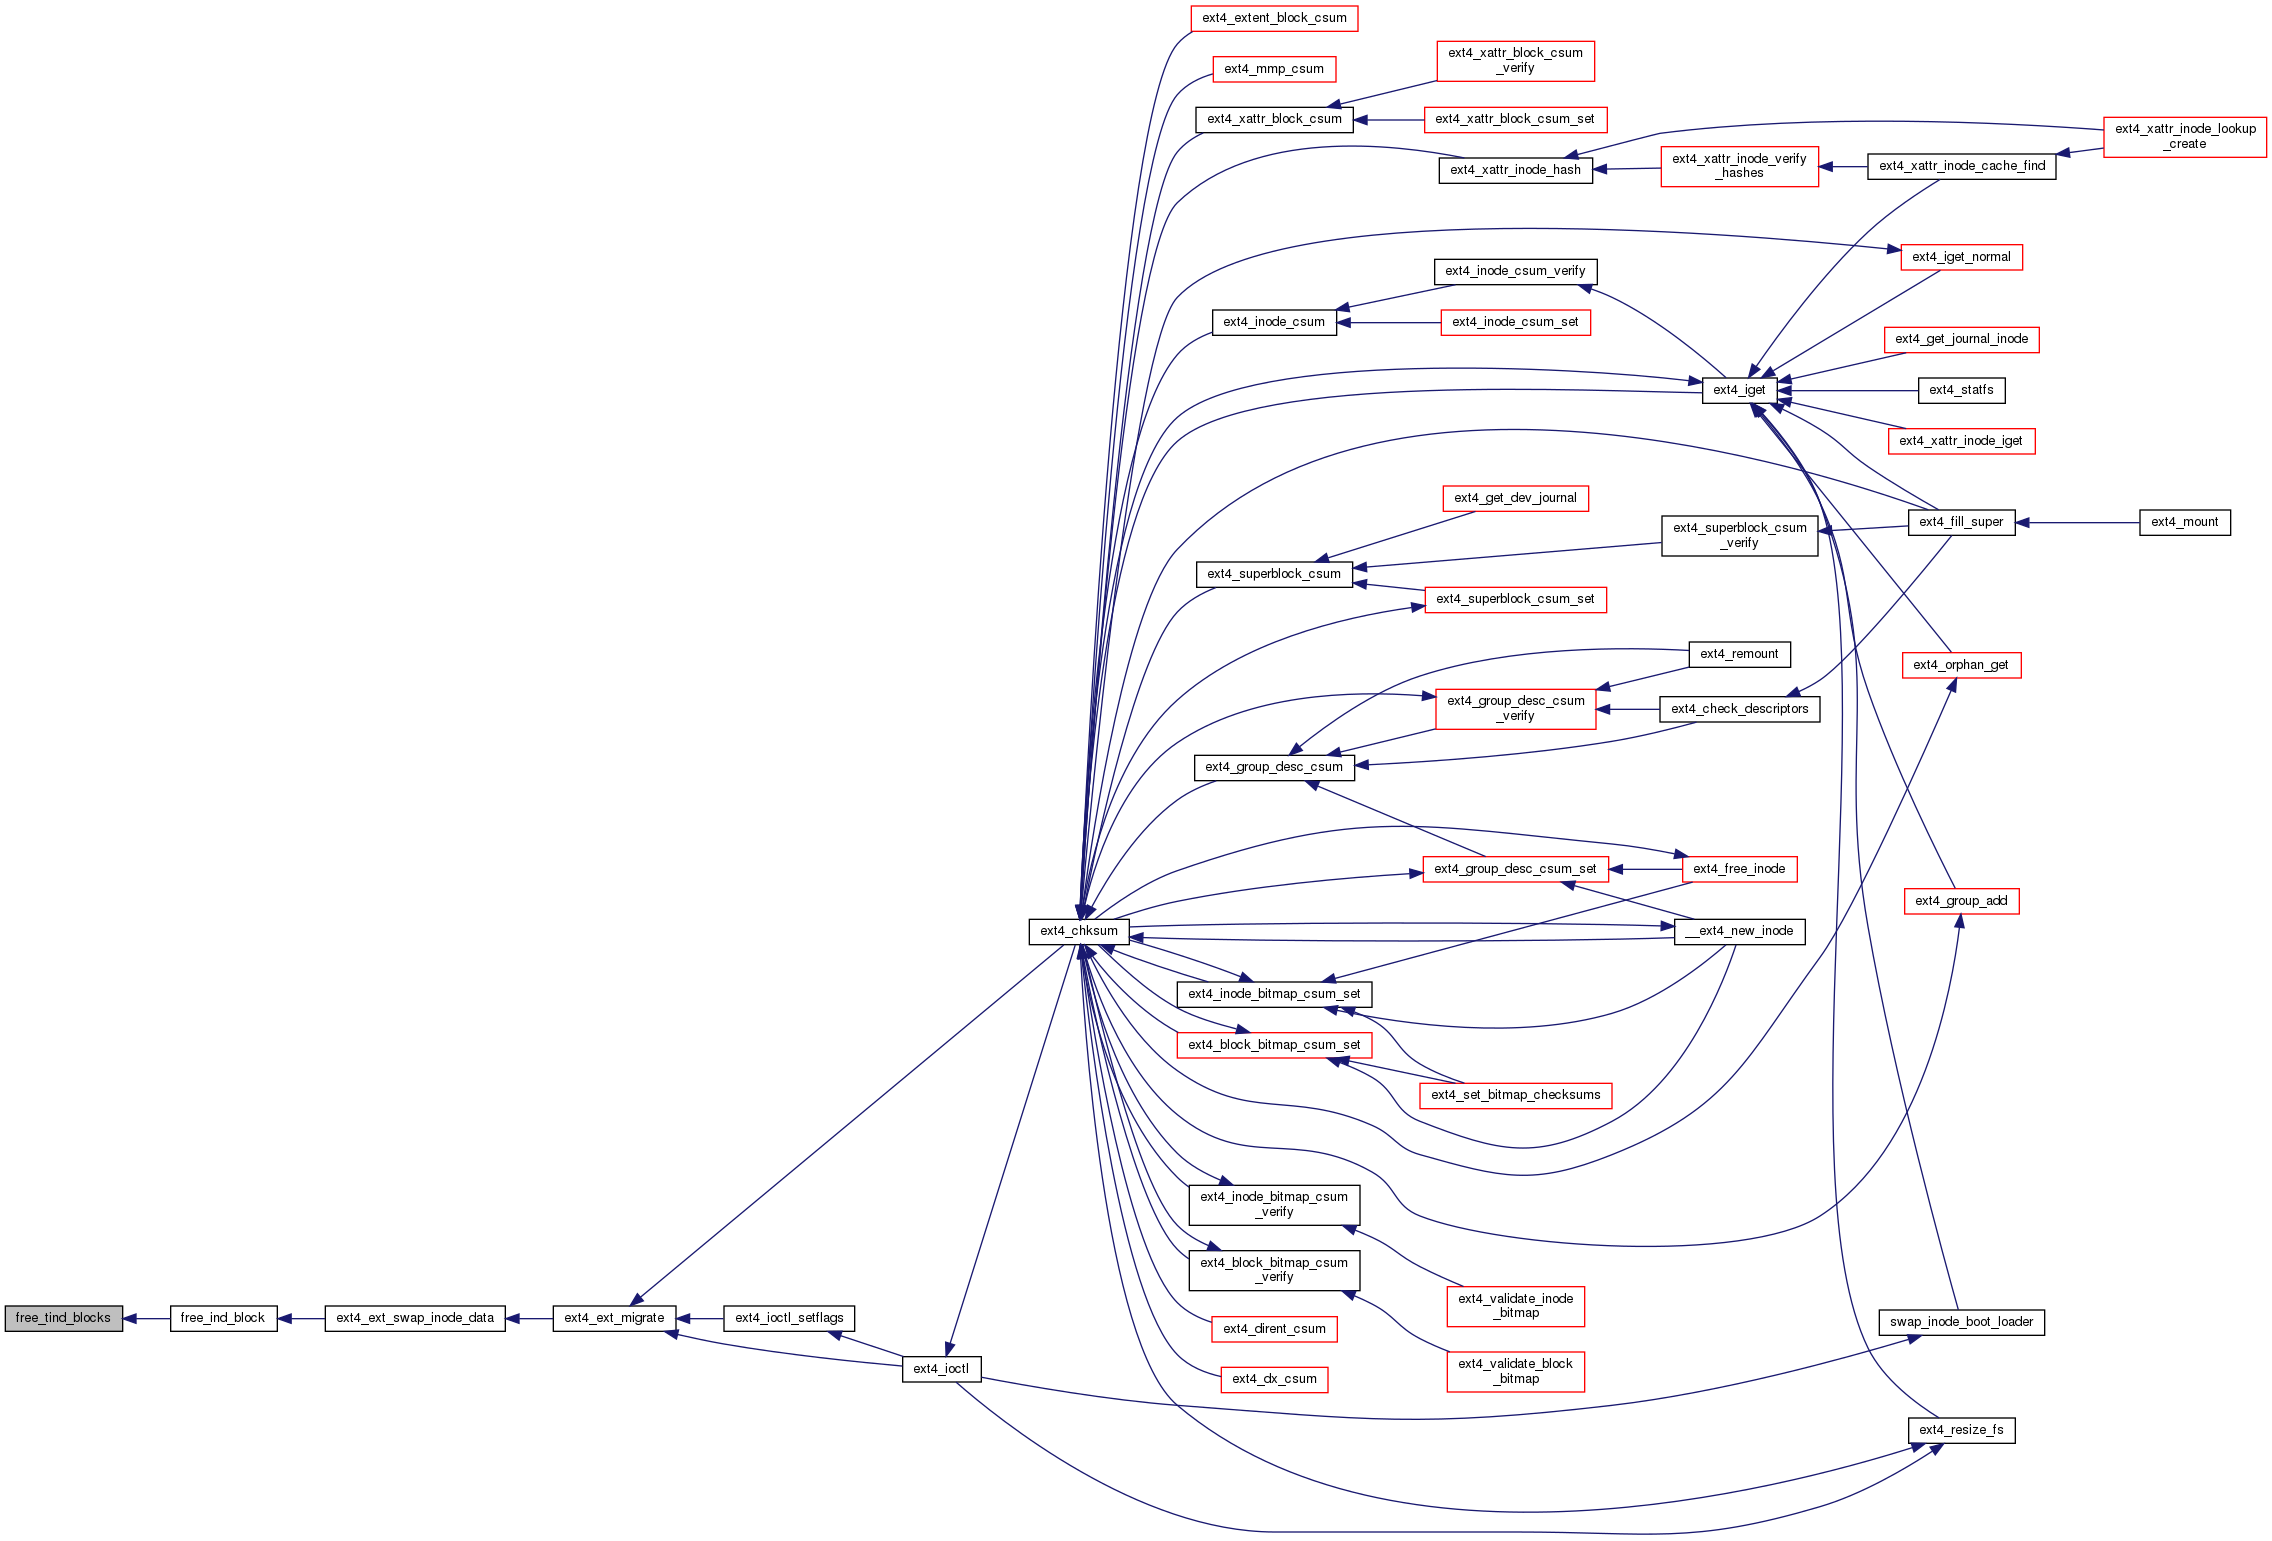 ext4_extent_block_csum
ext4_xattr_block_csum
_verify
ext4_mmp_csum
ext4_xattr_block_csum
ext4_xattr_block_csum_set
ext4_xattr_inode_lookup
_create
ext4_xattr_inode_hash
ext4_xattr_inode_verify
_hashes
ext4_xattr_inode_cache_find
ext4_iget_normal
ext4_inode_csum_verify
ext4_inode_csum
ext4_inode_csum_set
ext4_get_journal_inode
ext4_iget
ext4_statfs
ext4_xattr_inode_iget
ext4_get_dev_journal
ext4_superblock_csum
_verify
ext4_fill_super
ext4_mount
ext4_superblock_csum
ext4_superblock_csum_set
ext4_remount
ext4_orphan_get
ext4_group_desc_csum
_verify
ext4_check_descriptors
ext4_group_desc_csum
ext4_group_desc_csum_set
ext4_free_inode
ext4_group_add
ext4_chksum
__ext4_new_inode
ext4_inode_bitmap_csum_set
ext4_block_bitmap_csum_set
ext4_set_bitmap_checksums
ext4_inode_bitmap_csum
_verify
ext4_block_bitmap_csum
_verify
ext4_validate_inode
_bitmap
free_tind_blocks
free_ind_block
ext4_ext_swap_inode_data
ext4_ext_migrate
ext4_ioctl_setflags
ext4_dirent_csum
swap_inode_boot_loader
ext4_ioctl
ext4_dx_csum
ext4_validate_block
_bitmap
ext4_resize_fs